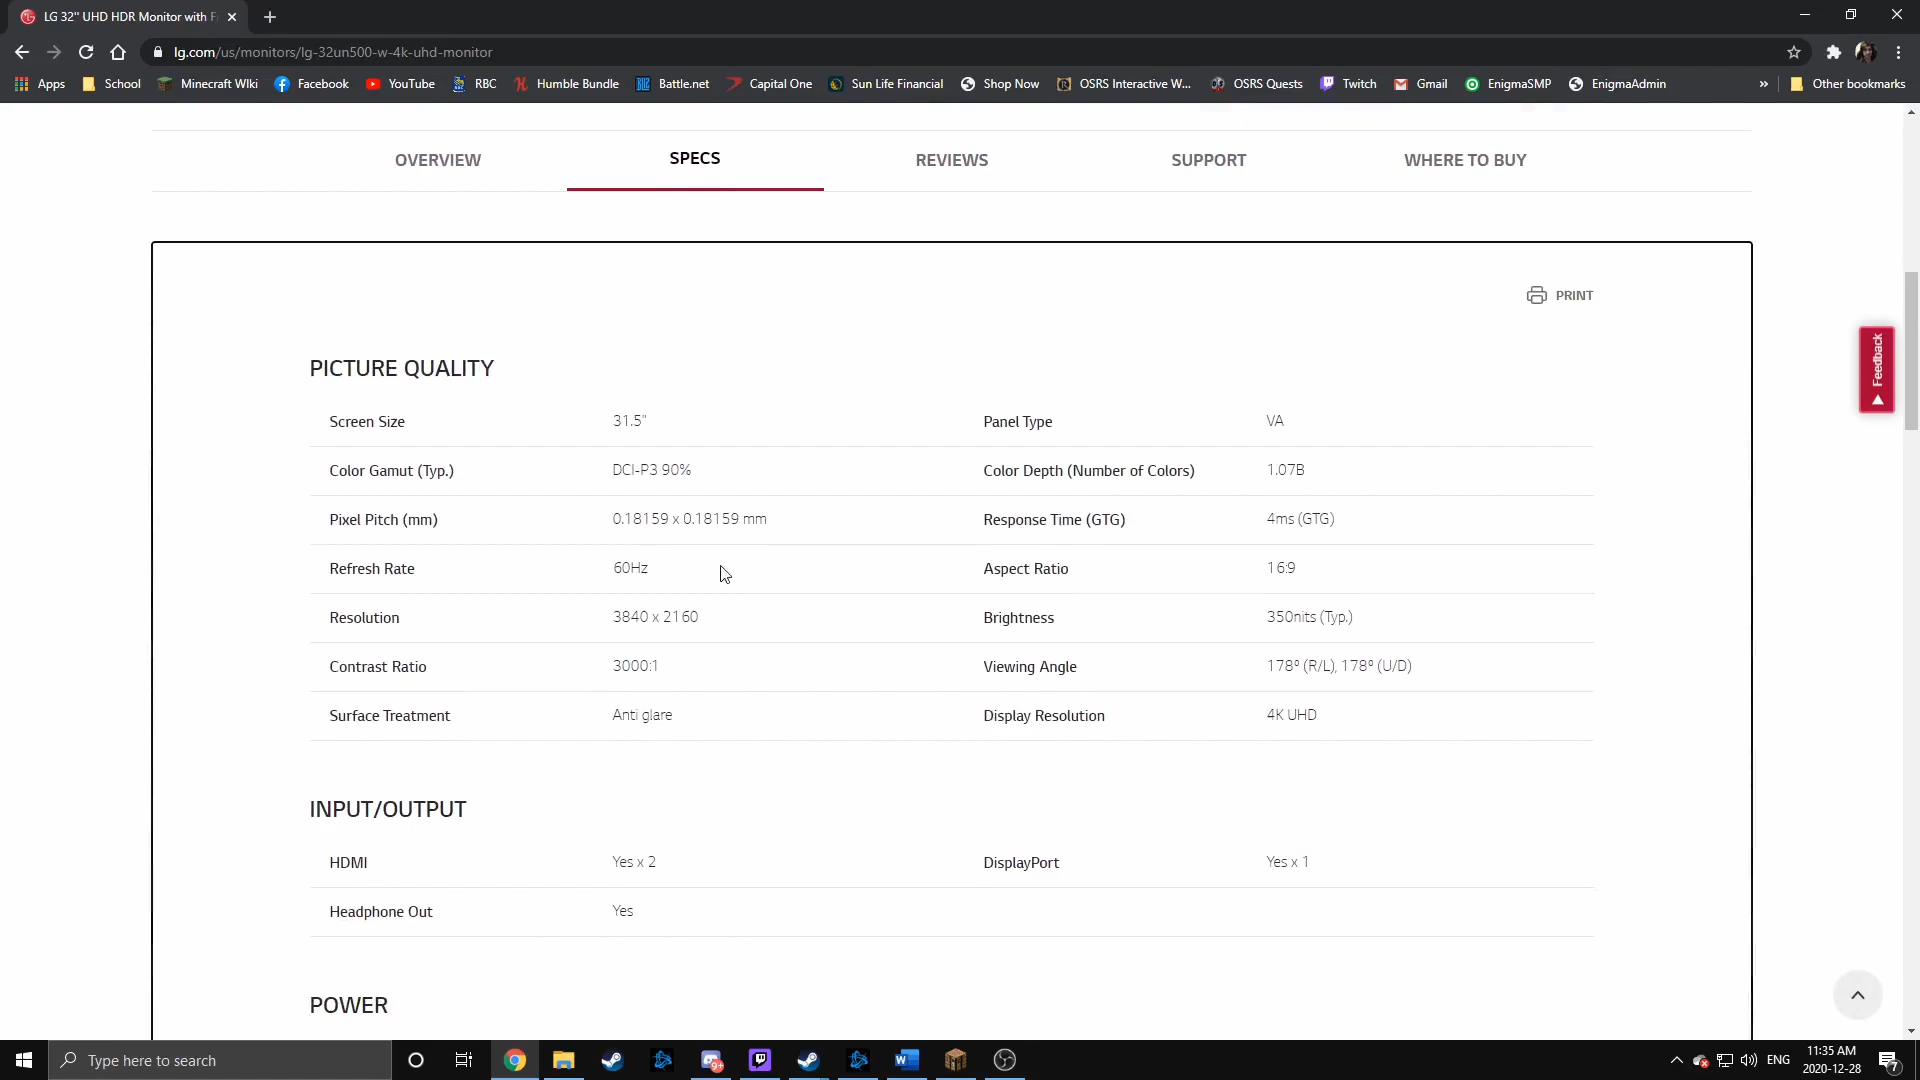 LG 32'' UHD HDR Monitor with F
lg.com/us/monitors/lg-32un500-w-4k-uhd-monitor
Apps School Minecraft WIki Facebook YouTube RBC Humble Bundle Battle.net Capital One Sun Life Financial Shop Now OSRS Interactive W... OSRS Quests Twitch Gmail EnigmaSMP EnigmaAdmin » Other bookmarks
OVERVIEW SPECS REVIEWS SUPPORT WHERE TO BUY
PRINT
Feedback
PICTURE QUALITY
Screen Size 31.5" Panel Type VA
Color Gamut (Typ.) DCI-P3 90% Color Depth (Number of Colors) 1.07B
Pixel Pitch (mm) 0.18159 x 0.18159 mm Response Time (GTG) 4ms (GTG)
Refresh Rate 60Hz Aspect Ratio 16:9
Resolution 3840 x 2160 Brightness 350nits (Typ.)
Contrast Ratio 3000:1 Viewing Angle 178º (R/L), 178º (U/D)
Surface Treatment Anti glare Display Resolution 4K UHD
INPUT/OUTPUT
HDMI Yes x 2 DisplayPort Yes x 1
Headphone Out Yes
POWER
Type here to search ENG 11:35 AM
2020-12-28 7